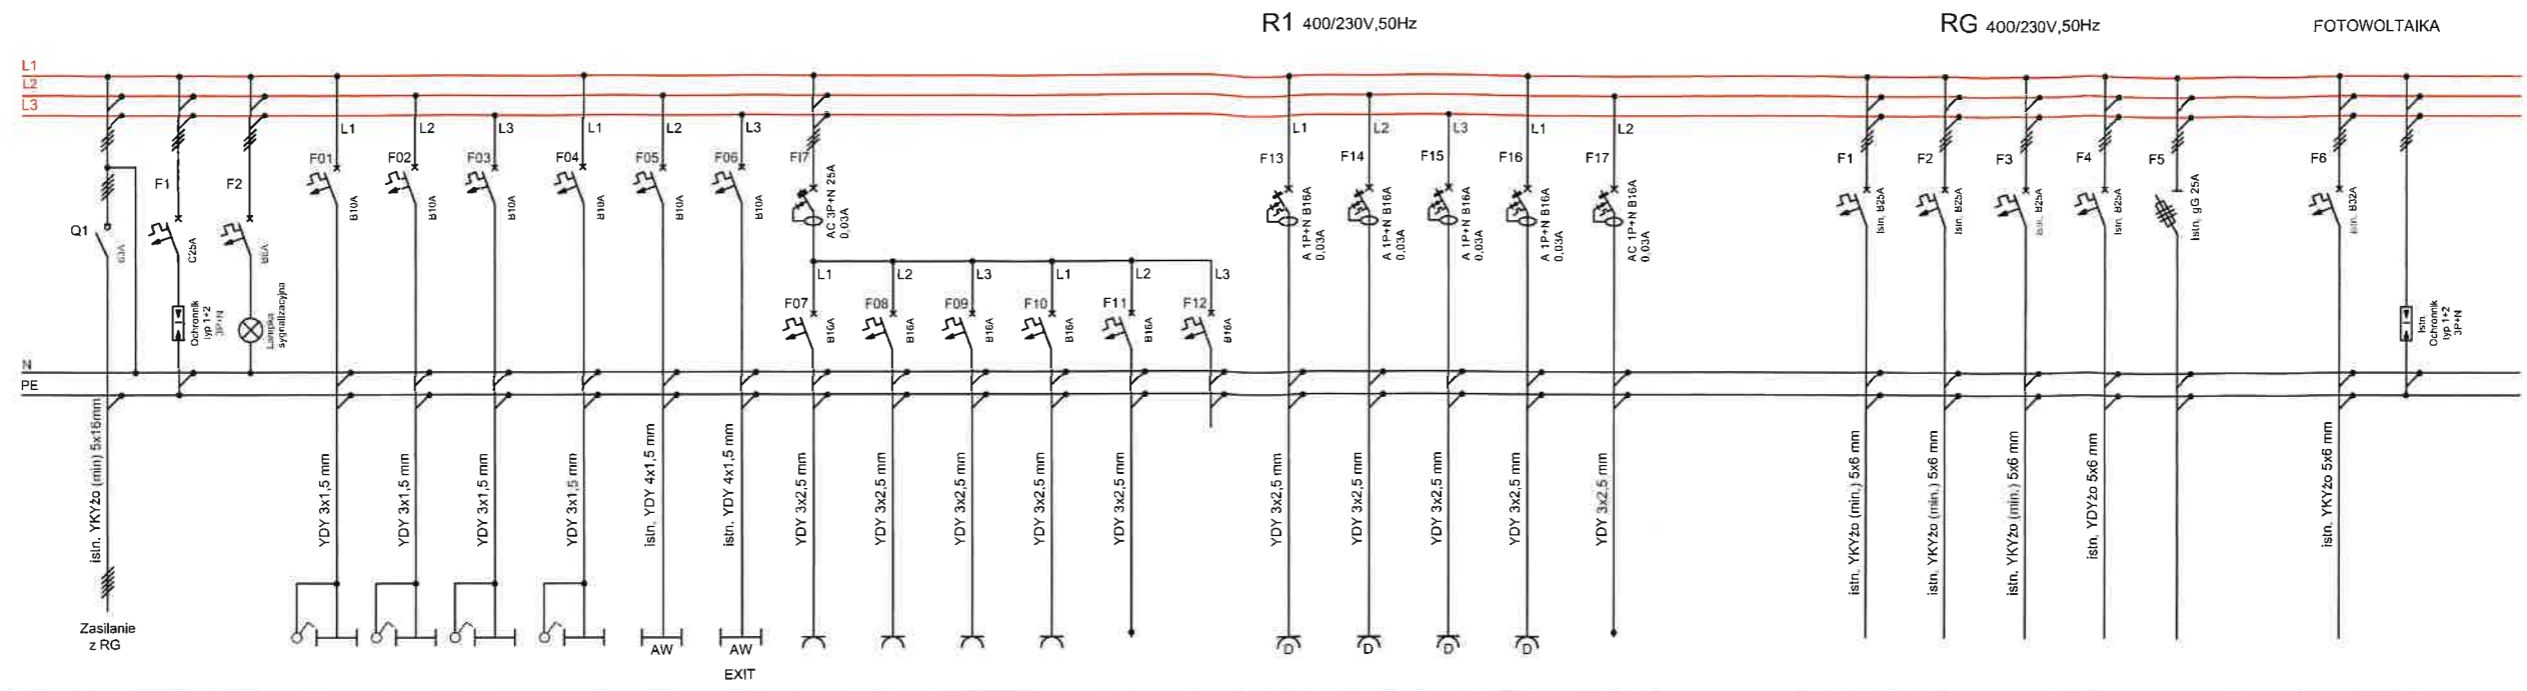 R1 400/230V,50Hz
RG 400/230V,50Hz
FOTOWOLTAIKA
L1
L2
L3
L1
L2
L3
L1
L2
L3
L1
L2
L3
L1
L2
F01
F02
F03
F04
F05
F06
FI7
F13
F14
F15
F16
F17
F1
F2
F3
F4
F5
F6
F1
F2
Q1
63A
C25A
B6A
B10A
B10A
B10A
B10A
B10A
B10A
AC 3P+N 25A
0,03A
A 1P+N B16A
0,03A
A 1P+N B16A
0,03A
A 1P+N B16A
0,03A
A 1P+N B16A
0,03A
AC 1P+N B16A
0,03A
Istn. B25A
Istn. B25A
Istn. B25A
Istn. B25A
Istn. gG 25A
istn. B32A
L1
L2
L3
L1
L2
L3
F07
F08
F09
F10
F11
F12
B16A
B16A
B16A
B16A
B16A
B16A
Ochronnik
typ 1+2
3P+N
Lampka
sygnalizacyjna
Istn
Ochronnik
typ 1+2
3P+N
N
PE
istn. YKYżo (min) 5x16mm
YDY 3x1,5 mm
YDY 3x1,5 mm
YDY 3x1,5 mm
YDY 3x1,5 mm
istn. YDY 4x1,5 mm
istn. YDY 4x1,5 mm
YDY 3x2,5 mm
YDY 3x2,5 mm
YDY 3x2,5 mm
YDY 3x2,5 mm
YDY 3x2,5 mm
YDY 3x2,5 mm
YDY 3x2,5 mm
YDY 3x2,5 mm
YDY 3x2,5 mm
YDY 3x2,5 mm
istn. YKYżo (min.) 5x6 mm
istn. YKYżo (min.) 5x6 mm
istn. YKYżo (min.) 5x6 mm
istn. YDYżo 5x6 mm
istn. YKYżo 5x6 mm
Zasilanie
z RG
AW
AW
EXIT
D
D
D
D